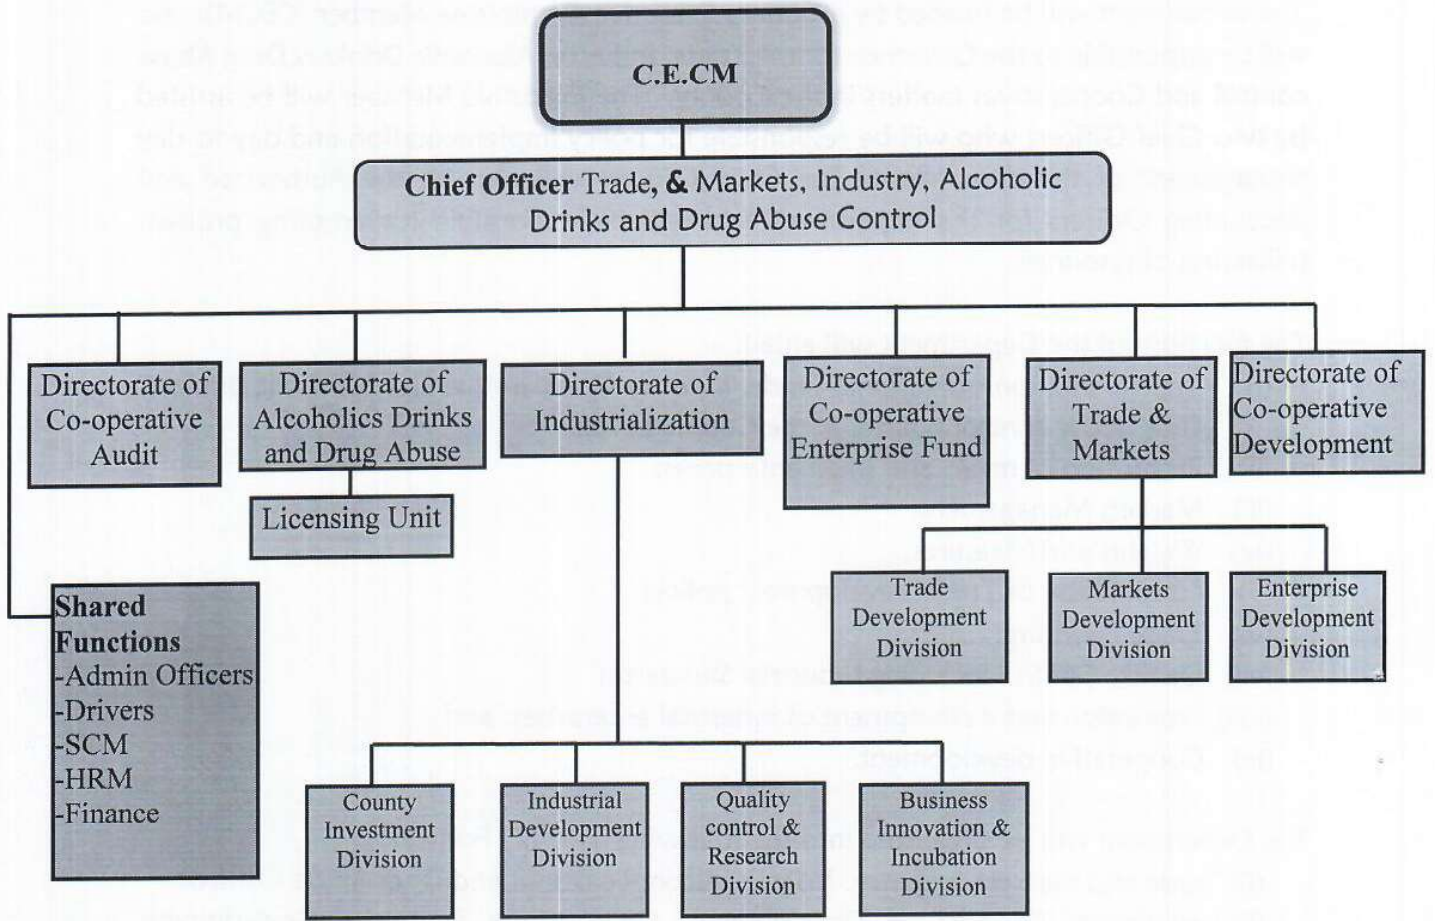 C.E.CM
Chief Officer Trade, & Markets, Industry, Alcoholic
Drinks and Drug Abuse Control
Directorate of
Co-operative
Audit
Directorate of
Alcoholics Drinks
and Drug Abuse
Licensing Unit
Directorate of
Industrialization
Directorate of
Co-operative
Enterprise Fund
Directorate of
Trade &
Markets
Directorate of
Co-operative
Development
Trade
Development
Division
Markets
Development
Division
Enterprise
Development
Division
Shared
Functions
-Admin Officers
-Drivers
-SCM
-HRM
-Finance
County
Investment
Division
Industrial
Development
Division
Quality
control &
Research
Division
Business
Innovation &
Incubation
Division